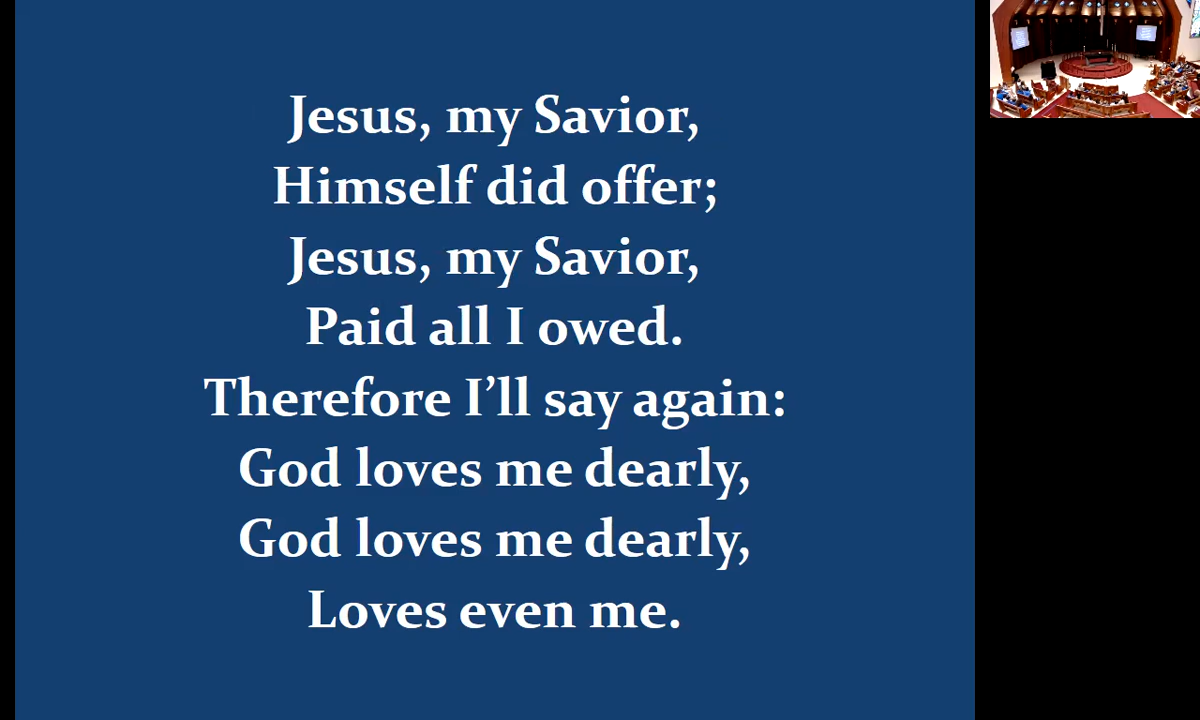 Jesus, my Savior,
Himself did offer;
Jesus, my Savior,
Paid all I owed.
Therefore I’ll say again:
God loves me dearly,
God loves me dearly,
Loves even me.